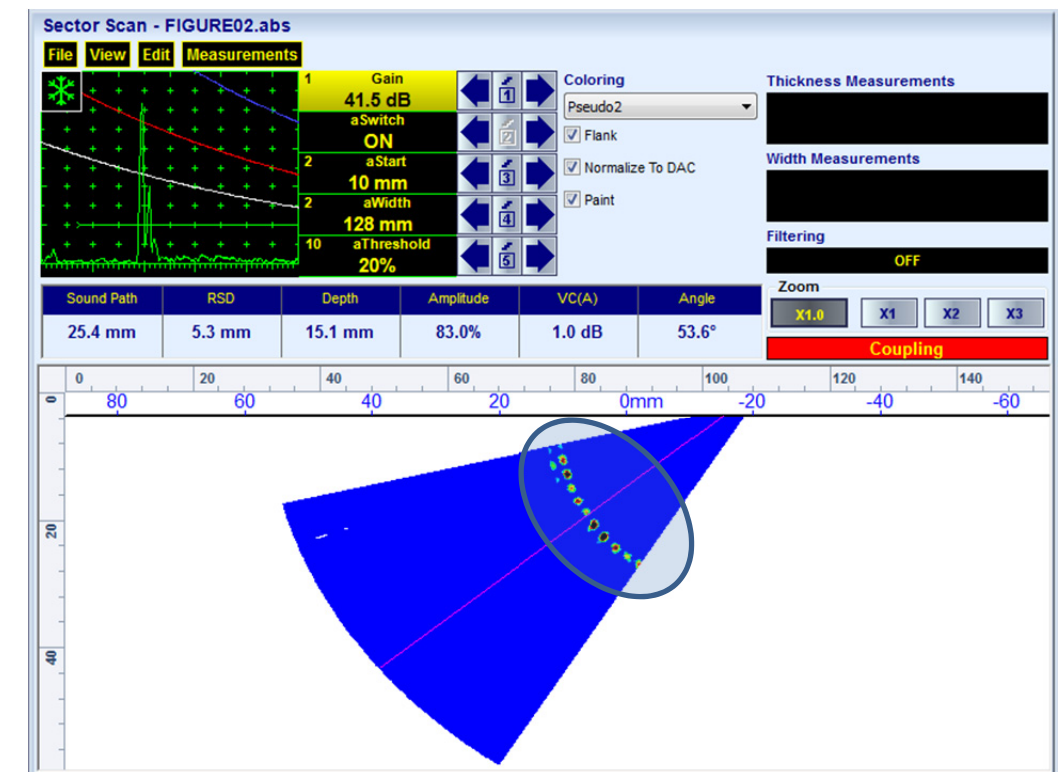 Sector Scan - FIGURE02.abs
File View Edit Measurements
1 Gain
41.5 dB
1
aSwitch
ON
2
2 aStart
10 mm
3
2 aWidth
128 mm
4
10 aThreshold
20%
5
Coloring
Pseudo2
Flank
Normalize To DAC
Paint
Thickness Measurements
Width Measurements
Filtering
OFF
Zoom
X1.0 X1 X2 X3
Coupling
Sound Path RSD Depth Amplitude VC(A) Angle
25.4 mm 5.3 mm 15.1 mm 83.0% 1.0 dB 53.6°
0 20 40 60 80 100 120 140
80 60 40 20 0mm -20 -40 -60
0
20
40